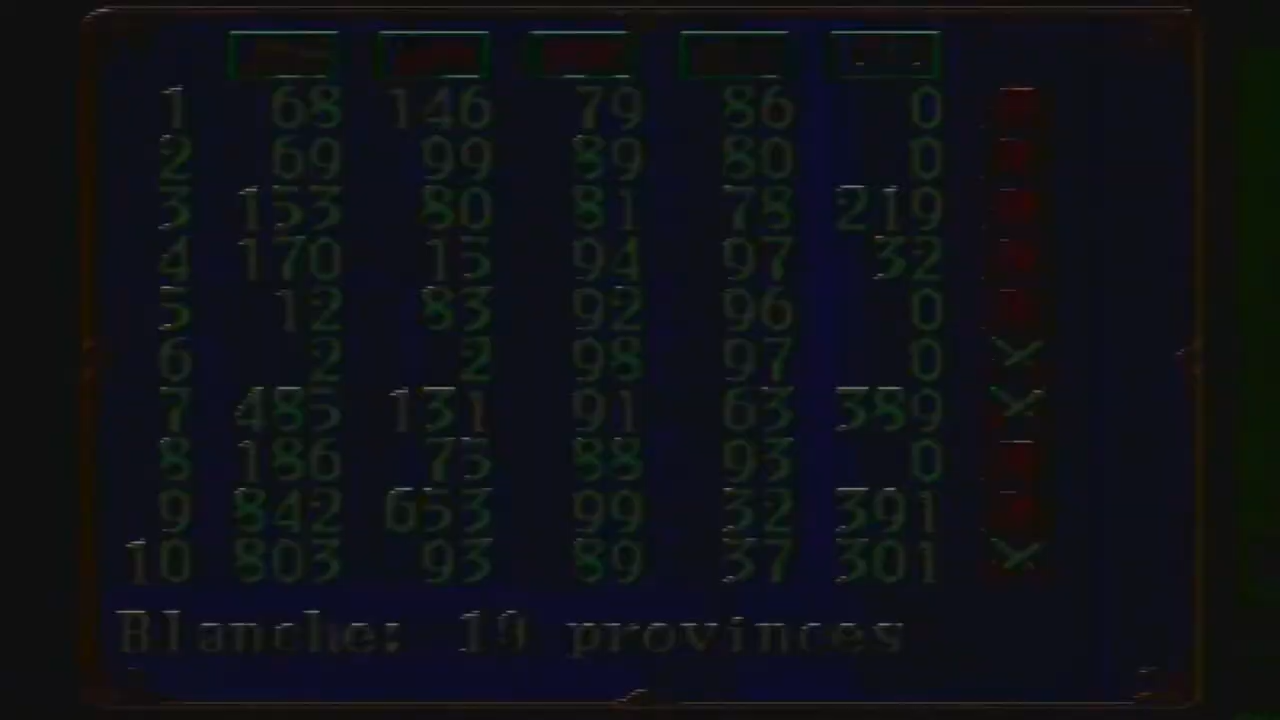 1 68 146 79 86 0
2 69 99 89 80 0
3 153 80 81 78 219
4 170 15 94 97 32
5 12 83 92 96 0
6 2 2 98 97 0
7 485 131 91 63 389
8 186 75 88 93 0
9 842 653 99 32 391
10 803 93 89 37 301
Blanche: 19 provinces